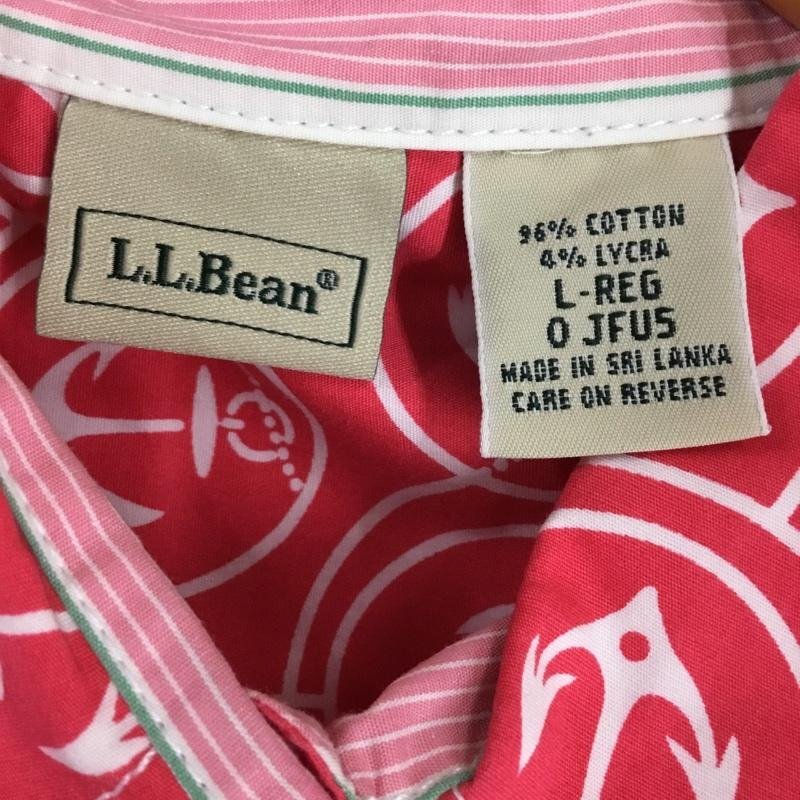 L.L.Bean®
96% COTTON
4% LYCRA
L-REG
0 JFU5
MADE IN SRI LANKA
CARE ON REVERSE